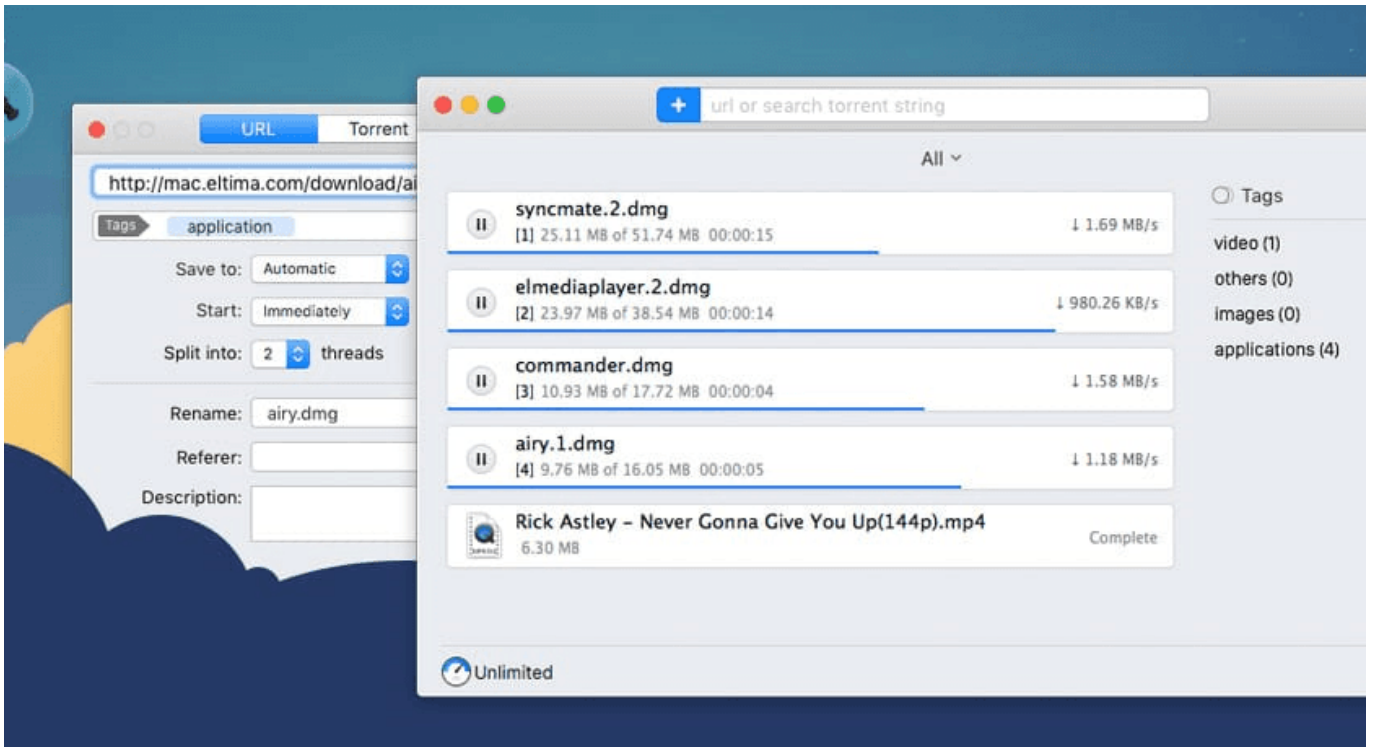 URL Torrent
http://mac.eltima.com/download/ai
Tags application
Save to: Automatic
Start: Immediately
Split into: 2 threads
Rename: airy.dmg
Referer:
Description:
+ url or search torrent string
All
syncmate.2.dmg
[1] 25.11 MB of 51.74 MB 00:00:15
↓ 1.69 MB/s
elmediaplayer.2.dmg
[2] 23.97 MB of 38.54 MB 00:00:14
↓ 980.26 KB/s
commander.dmg
[3] 10.93 MB of 17.72 MB 00:00:04
↓ 1.58 MB/s
airy.1.dmg
[4] 9.76 MB of 16.05 MB 00:00:05
↓ 1.18 MB/s
Rick Astley - Never Gonna Give You Up(144p).mp4
6.30 MB
Complete
Tags
video (1)
others (0)
images (0)
applications (4)
Unlimited